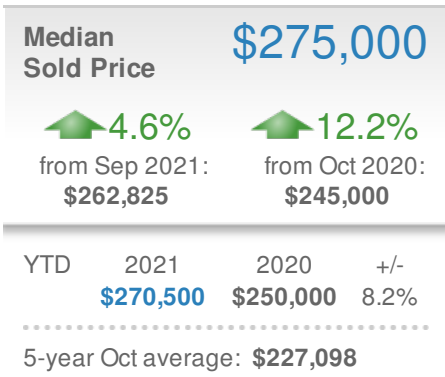 Median $275,000
Sold Price
4.6% 12.2%
from Sep 2021: from Oct 2020:
$262,825 $245,000
YTD 2021 2020 +/-
$270,500 $250,000 8.2%
5-year Oct average: $227,098